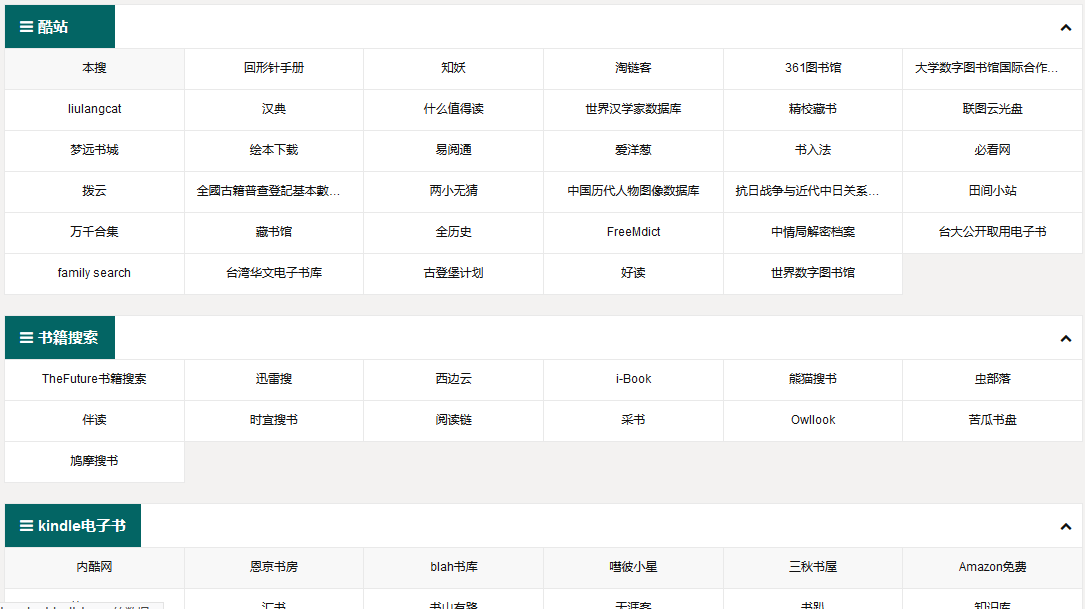 酷站
本搜 回形针手册 知妖 淘链客 361图书馆 大学数字图书馆国际合作...
liulangcat 汉典 什么值得读 世界汉学家数据库 精校藏书 联图云光盘
梦远书城 绘本下载 易阅通 爱洋葱 书入法 必看网
拨云 全國古籍普查登記基本數... 两小无猜 中国历代人物图像数据库 抗日战争与近代中日关系... 田间小站
万千合集 藏书馆 全历史 FreeMdict 中情局解密档案 台大公开取用电子书
family search 台湾华文电子书库 古登堡计划 好读 世界数字图书馆
书籍搜索
TheFuture书籍搜索 迅雷搜 西边云 i-Book 熊猫搜书 虫部落
伴读 时宜搜书 阅读链 采书 Owllook 苦瓜书盘
鸠摩搜书
kindle电子书
内酷网 恩京书房 blah书库 嘒彼小星 三秋书屋 Amazon免费
汇书 书山有路 天涯客 书趴 知识库